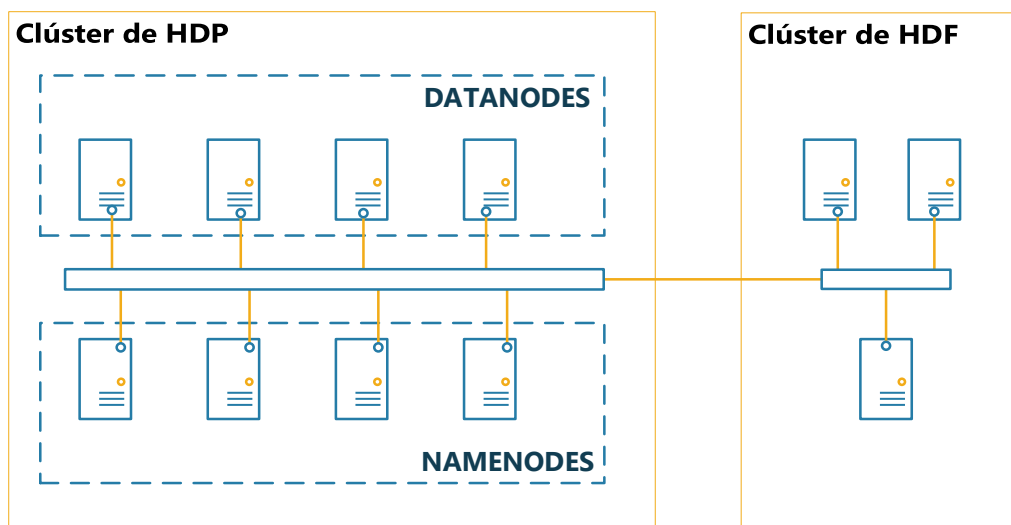 Clúster de HDP
Clúster de HDF
DATANODES
NAMENODES